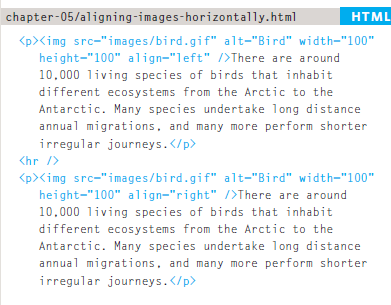 chapter-05/aligning-images-horizontally.html HTML
<p><img src="images/bird.gif" alt="Bird" width="100"
height="100" align="left" />There are around
10,000 living species of birds that inhabit
different ecosystems from the Arctic to the
Antarctic. Many species undertake long distance
annual migrations, and many more perform shorter
irregular journeys.</p>
<hr />
<p><img src="images/bird.gif" alt="Bird" width="100"
height="100" align="right" />There are around
10,000 living species of birds that inhabit
different ecosystems from the Arctic to the
Antarctic. Many species undertake long distance
annual migrations, and many more perform shorter
irregular journeys.</p>